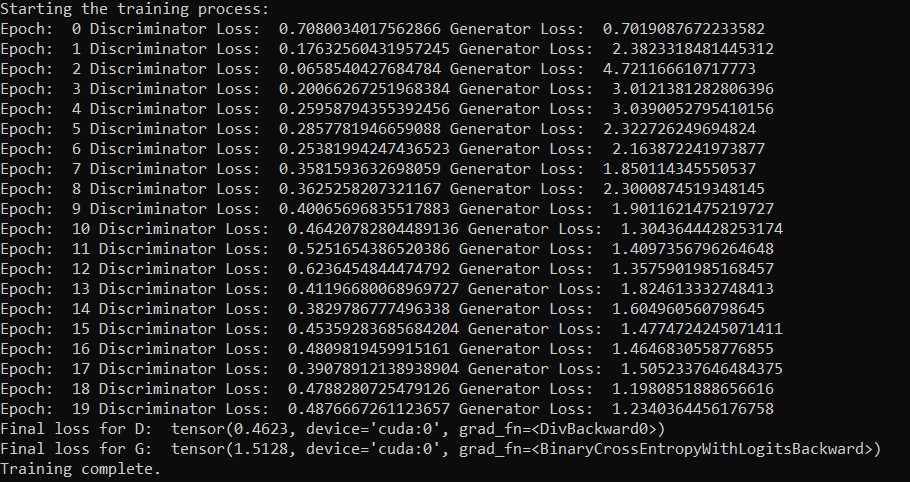 Starting the training process:
Epoch:  0 Discriminator Loss:  0.7080034017562866 Generator Loss:  0.7019087672233582
Epoch:  1 Discriminator Loss:  0.17632560431957245 Generator Loss:  2.3823318481445312
Epoch:  2 Discriminator Loss:  0.0658540427684784 Generator Loss:  4.721166610717773
Epoch:  3 Discriminator Loss:  0.20066267251968384 Generator Loss:  3.0121381282806396
Epoch:  4 Discriminator Loss:  0.25958794355392456 Generator Loss:  3.0390052795410156
Epoch:  5 Discriminator Loss:  0.2857781946659088 Generator Loss:  2.322726249694824
Epoch:  6 Discriminator Loss:  0.25381994247436523 Generator Loss:  2.163872241973877
Epoch:  7 Discriminator Loss:  0.3581593632698059 Generator Loss:  1.850114345550537
Epoch:  8 Discriminator Loss:  0.3625258207321167 Generator Loss:  2.3000874519348145
Epoch:  9 Discriminator Loss:  0.40065696835517883 Generator Loss:  1.9011621475219727
Epoch:  10 Discriminator Loss:  0.46420782804489136 Generator Loss:  1.3043644428253174
Epoch:  11 Discriminator Loss:  0.5251654386520386 Generator Loss:  1.4097356796264648
Epoch:  12 Discriminator Loss:  0.6236454844474792 Generator Loss:  1.3575901985168457
Epoch:  13 Discriminator Loss:  0.41196680068969727 Generator Loss:  1.824613332748413
Epoch:  14 Discriminator Loss:  0.38297867774963​38 Generator Loss:  1.604960560798645
Epoch:  15 Discriminator Loss:  0.45359283685684204 Generator Loss:  1.4774724245071411
Epoch:  16 Discriminator Loss:  0.4809819459915161 Generator Loss:  1.4646830558776855
Epoch:  17 Discriminator Loss:  0.39078912138938904 Generator Loss:  1.5052337646484375
Epoch:  18 Discriminator Loss:  0.4788280725479126 Generator Loss:  1.1980851888656616
Epoch:  19 Discriminator Loss:  0.4876667261123657 Generator Loss:  1.2340364456176758
Final loss for D:  tensor(0.4623, device='cuda:0', grad_fn=<DivBackward0>)
Final loss for G:  tensor(1.5128, device='cuda:0', grad_fn=<BinaryCrossEntropyWithLogitsBackward>)
Training complete.